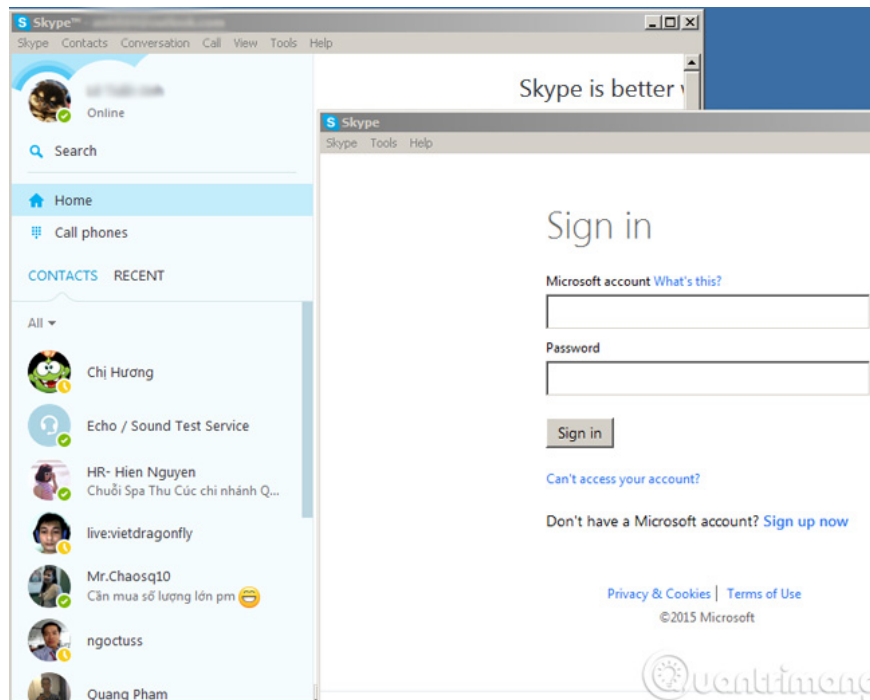 Skype™
Skype Contacts Conversation Call View Tools Help
Online
Search
Home
Call phones
CONTACTS RECENT
All
Chị Hương
Echo / Sound Test Service
HR- Hien Nguyen
Chuỗi Spa Thu Cúc chi nhánh Q...
live:vietdragonfly
Mr.Chaosq10
Cần mua số lượng lớn pm
ngoctuss
Quang Pham
Skype is better
Skype
Skype Tools Help
Sign in
Microsoft account What's this?
Password
Sign in
Can't access your account?
Don't have a Microsoft account? Sign up now
Privacy & Cookies | Terms of Use
©2015 Microsoft
Quantrimang